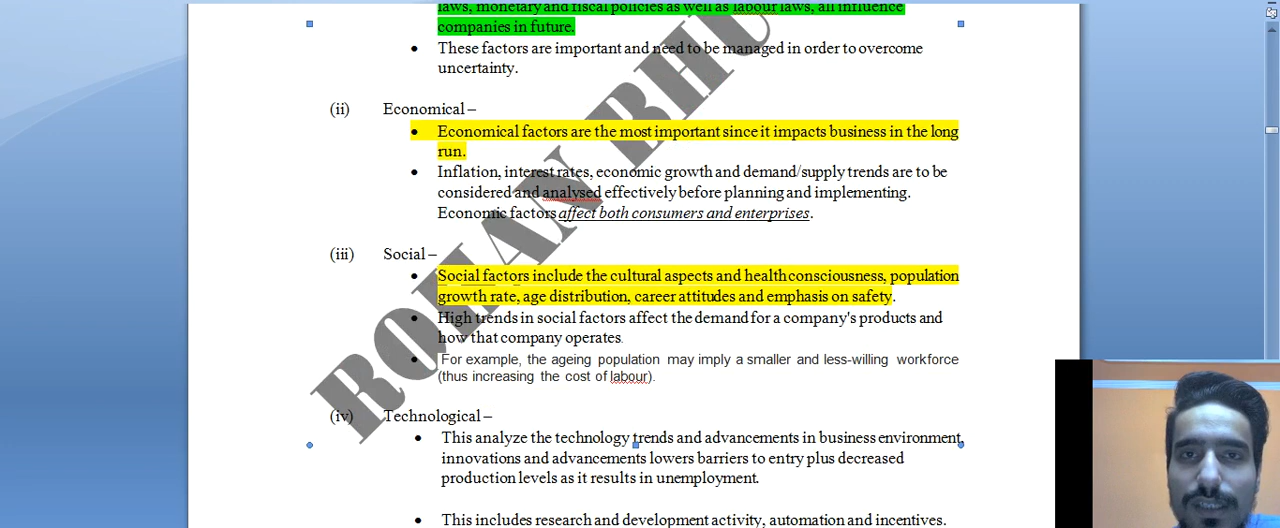 laws, monetary and fiscal policies as well as labour laws, all influence
companies in future.
• These factors are important and need to be managed in order to overcome
uncertainty.
(ii) Economical –
• Economical factors are the most important since it impacts business in the long
run.
• Inflation, interest rates, economic growth and demand/supply trends are to be
considered and analysed effectively before planning and implementing.
Economic factors affect both consumers and enterprises.
(iii) Social –
• Social factors include the cultural aspects and health consciousness, population
growth rate, age distribution, career attitudes and emphasis on safety.
• High trends in social factors affect the demand for a company's products and
how that company operates.
• For example, the ageing population may imply a smaller and less-willing workforce
(thus increasing the cost of labour).
(iv) Technological –
• This analyze the technology trends and advancements in business environment,
innovations and advancements lowers barriers to entry plus decreased
production levels as it results in unemployment.
• This includes research and development activity, automation and incentives.
ROHAN BHU